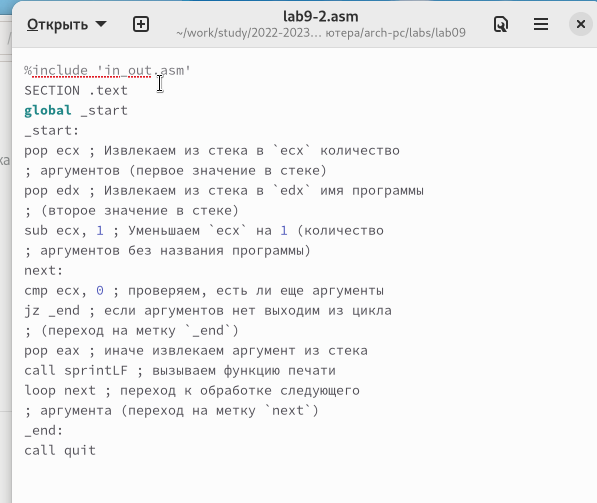 Открыть
lab9-2.asm
~/work/study/2022-2023... ютера/arch-pc/labs/lab09
%include 'in_out.asm'
SECTION .text
global _start
_start:
pop ecx ; Извлекаем из стека в `ecx` количество
; аргументов (первое значение в стеке)
pop edx ; Извлекаем из стека в `edx` имя программы
; (второе значение в стеке)
sub ecx, 1 ; Уменьшаем `ecx` на 1 (количество
; аргументов без названия программы)
next:
cmp ecx, 0 ; проверяем, есть ли еще аргументы
jz _end ; если аргументов нет выходим из цикла
; (переход на метку `_end`)
pop eax ; иначе извлекаем аргумент из стека
call sprintLF ; вызываем функцию печати
loop next ; переход к обработке следующего
; аргумента (переход на метку `next`)
_end:
call quit